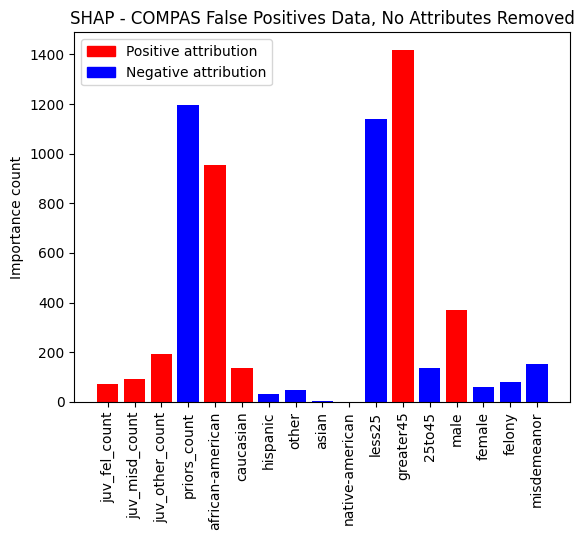 SHAP - COMPAS False Positives Data, No Attributes Removed
Positive attribution
Negative attribution
Importance count
1400
1200
1000
800
600
400
200
0
juv_fel_count
juv_misd_count
juv_other_count
priors_count
african-american
caucasian
hispanic
other
asian
native-american
less25
greater45
25to45
male
female
felony
misdemeanor